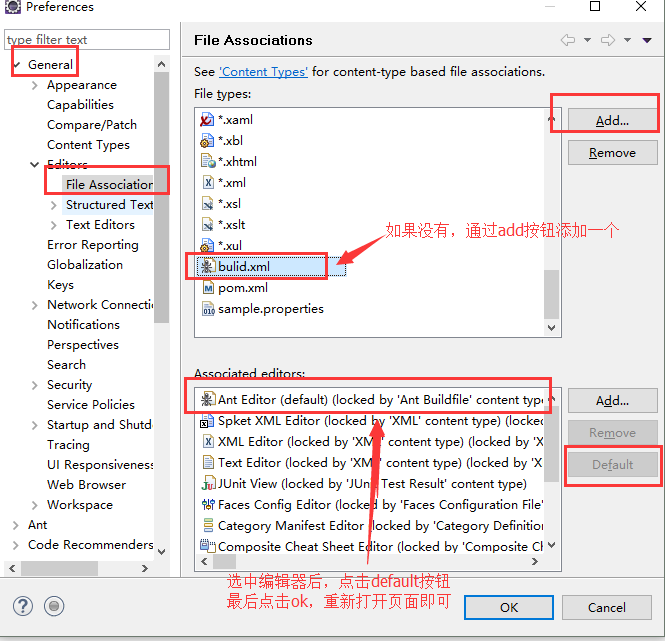 Preferences
type filter text
General
Appearance
Capabilities
Compare/Patch
Content Types
Editors
File Association
Structured Text
Text Editors
Error Reporting
Globalization
Keys
Network Connectio
Notifications
Perspectives
Search
Security
Service Policies
Startup and Shutdo
Tracing
UI Responsiveness
Web Browser
Workspace
Ant
Code Recommenders
File Associations
See 'Content Types' for content-type based file associations.
File types:
*.xaml
*.xbl
*.xhtml
*.xml
*.xsl
*.xslt
*.xul
bulid.xml
pom.xml
sample.properties
Add...
Remove
如果没有，通过add按钮添加一个
Associated editors:
Ant Editor (default) (locked by 'Ant Buildfile' content type
Spket XML Editor (locked by 'XML' content type) (locked
XML Editor (locked by 'XML' content type) (locked by 'X
Text Editor (locked by 'XML' content type) (locked by 'X
JUnit View (locked by 'JUnit Test Result' content type)
Faces Config Editor (locked by 'Faces Configuration File'
Category Manifest Editor (locked by 'Category Definition
Composite Cheat Sheet Editor (locked by 'Composite Ch
Add...
Remove
Default
选中编辑器后，点击default按钮
最后点击ok，重新打开页面即可
OK
Cancel